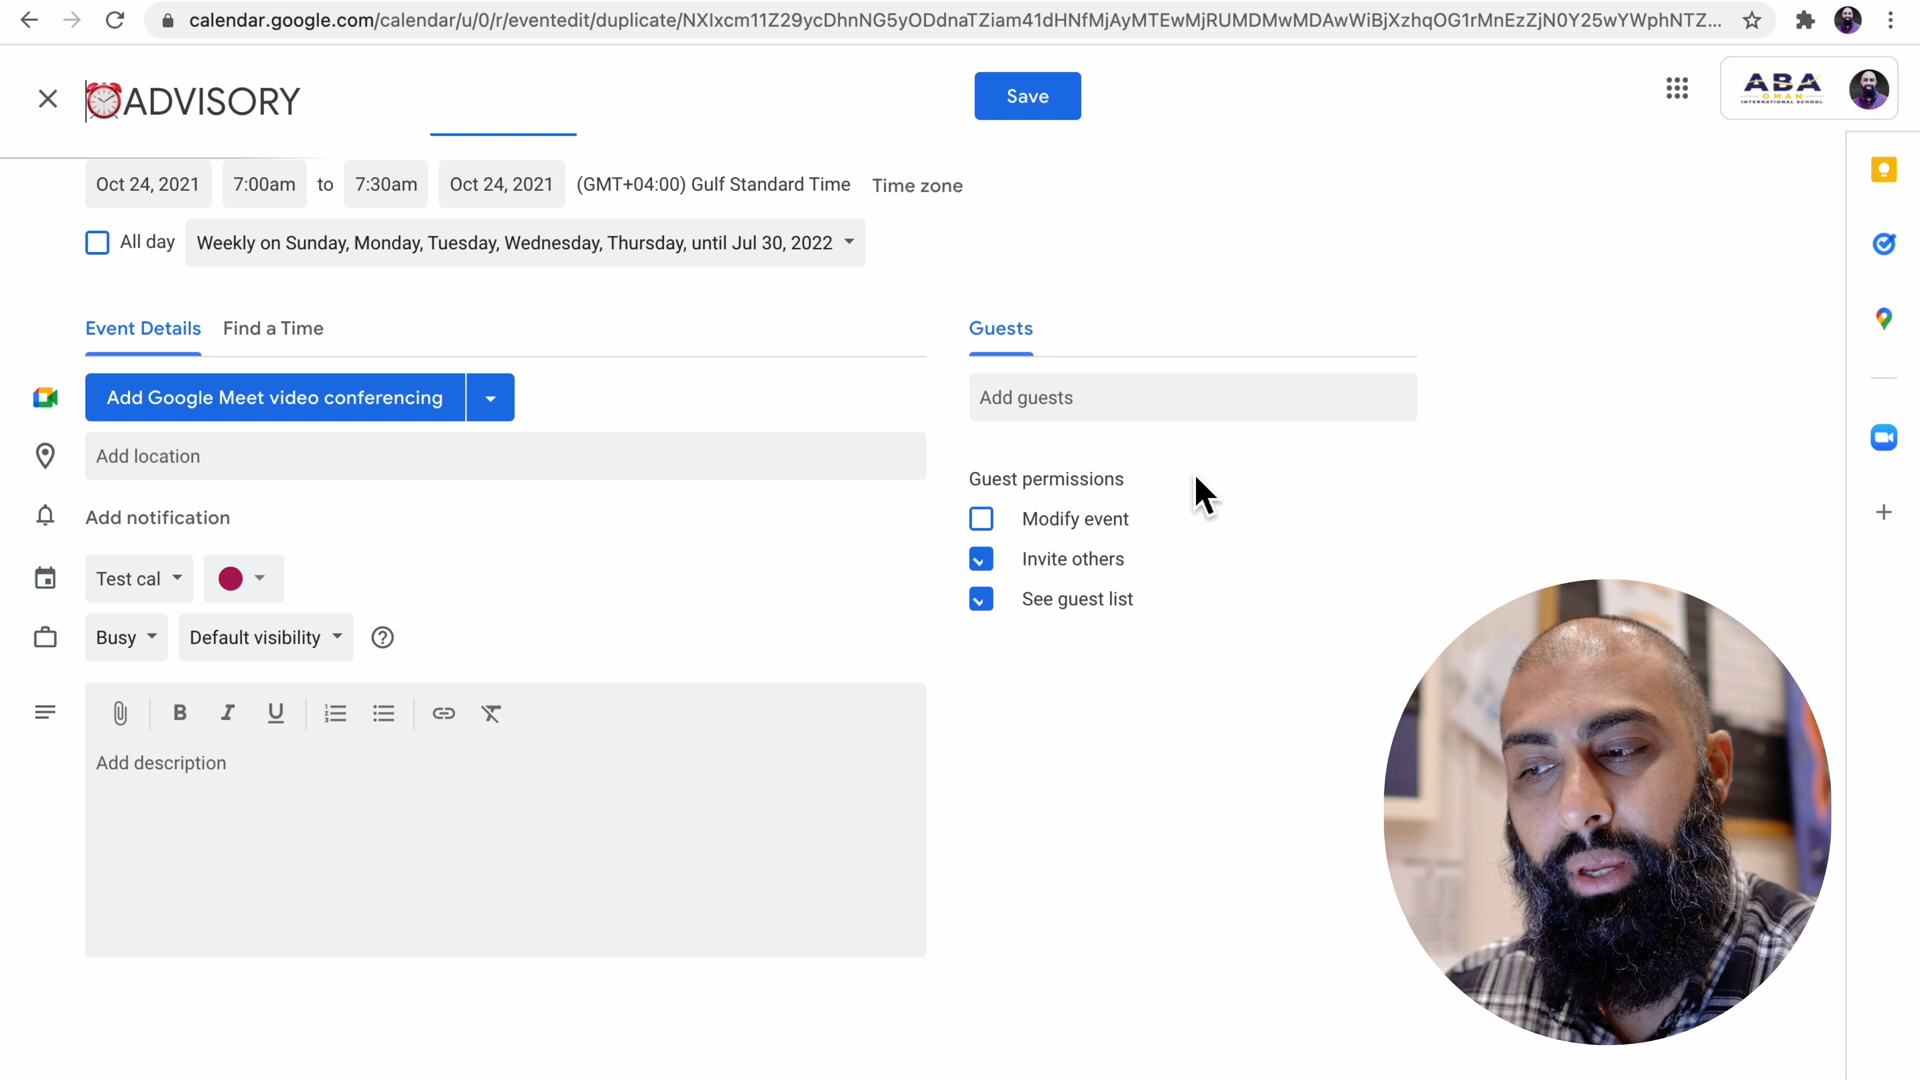 calendar.google.com/calendar/u/0/r/eventedit/duplicate/NXIxcm11Z29ycDhnNG5yODdnaTZiam41dHNfMjAyMTEwMjRUMDMwMDAwWiBjXzhqOG1rMnEzZjN0Y25wYWphNTZ...
ADVISORY
Save
ABA
OMAN
INTERNATIONAL SCHOOL
Oct 24, 2021 7:00am to 7:30am Oct 24, 2021 (GMT+04:00) Gulf Standard Time Time zone
All day Weekly on Sunday, Monday, Tuesday, Wednesday, Thursday, until Jul 30, 2022
Event Details Find a Time
Guests
Add Google Meet video conferencing
Add guests
Add location
Guest permissions
Add notification
Modify event
Invite others
Test cal
See guest list
Busy Default visibility
B I U
Add description